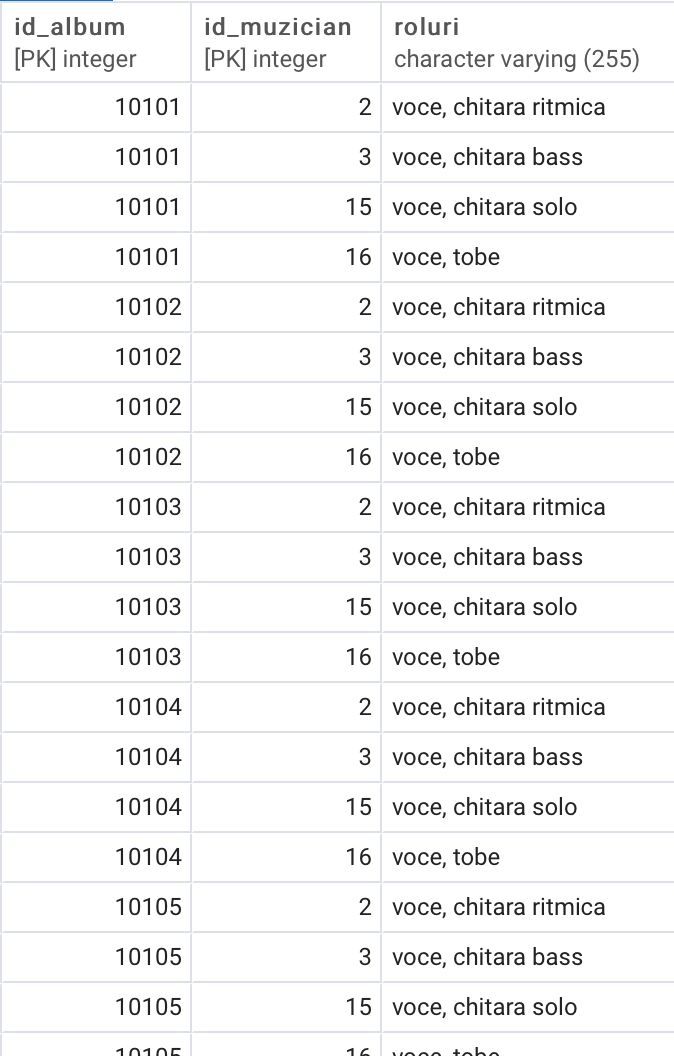 id_album id_muzician roluri
[PK] integer [PK] integer character varying (255)
10101 2 voce, chitara ritmica
10101 3 voce, chitara bass
10101 15 voce, chitara solo
10101 16 voce, tobe
10102 2 voce, chitara ritmica
10102 3 voce, chitara bass
10102 15 voce, chitara solo
10102 16 voce, tobe
10103 2 voce, chitara ritmica
10103 3 voce, chitara bass
10103 15 voce, chitara solo
10103 16 voce, tobe
10104 2 voce, chitara ritmica
10104 3 voce, chitara bass
10104 15 voce, chitara solo
10104 16 voce, tobe
10105 2 voce, chitara ritmica
10105 3 voce, chitara bass
10105 15 voce, chitara solo
10105 16 voce, tobe